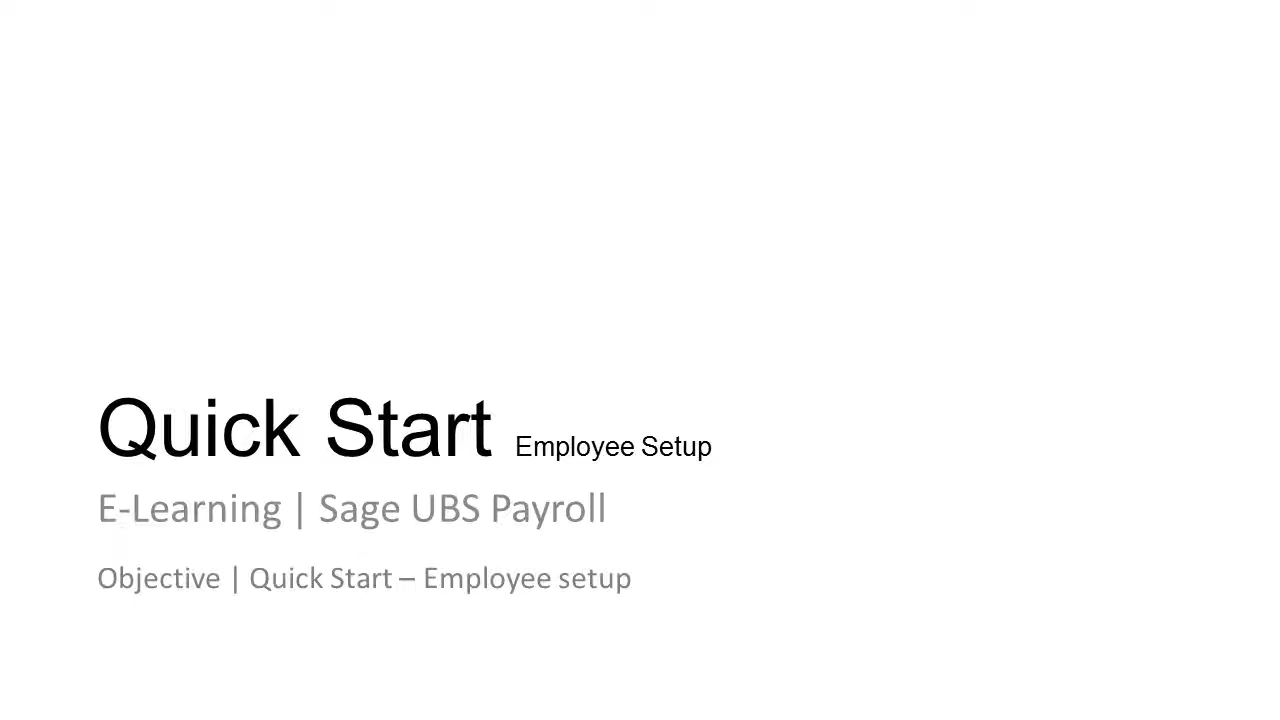 Quick Start Employee Setup
E-Learning | Sage UBS Payroll
Objective | Quick Start – Employee setup